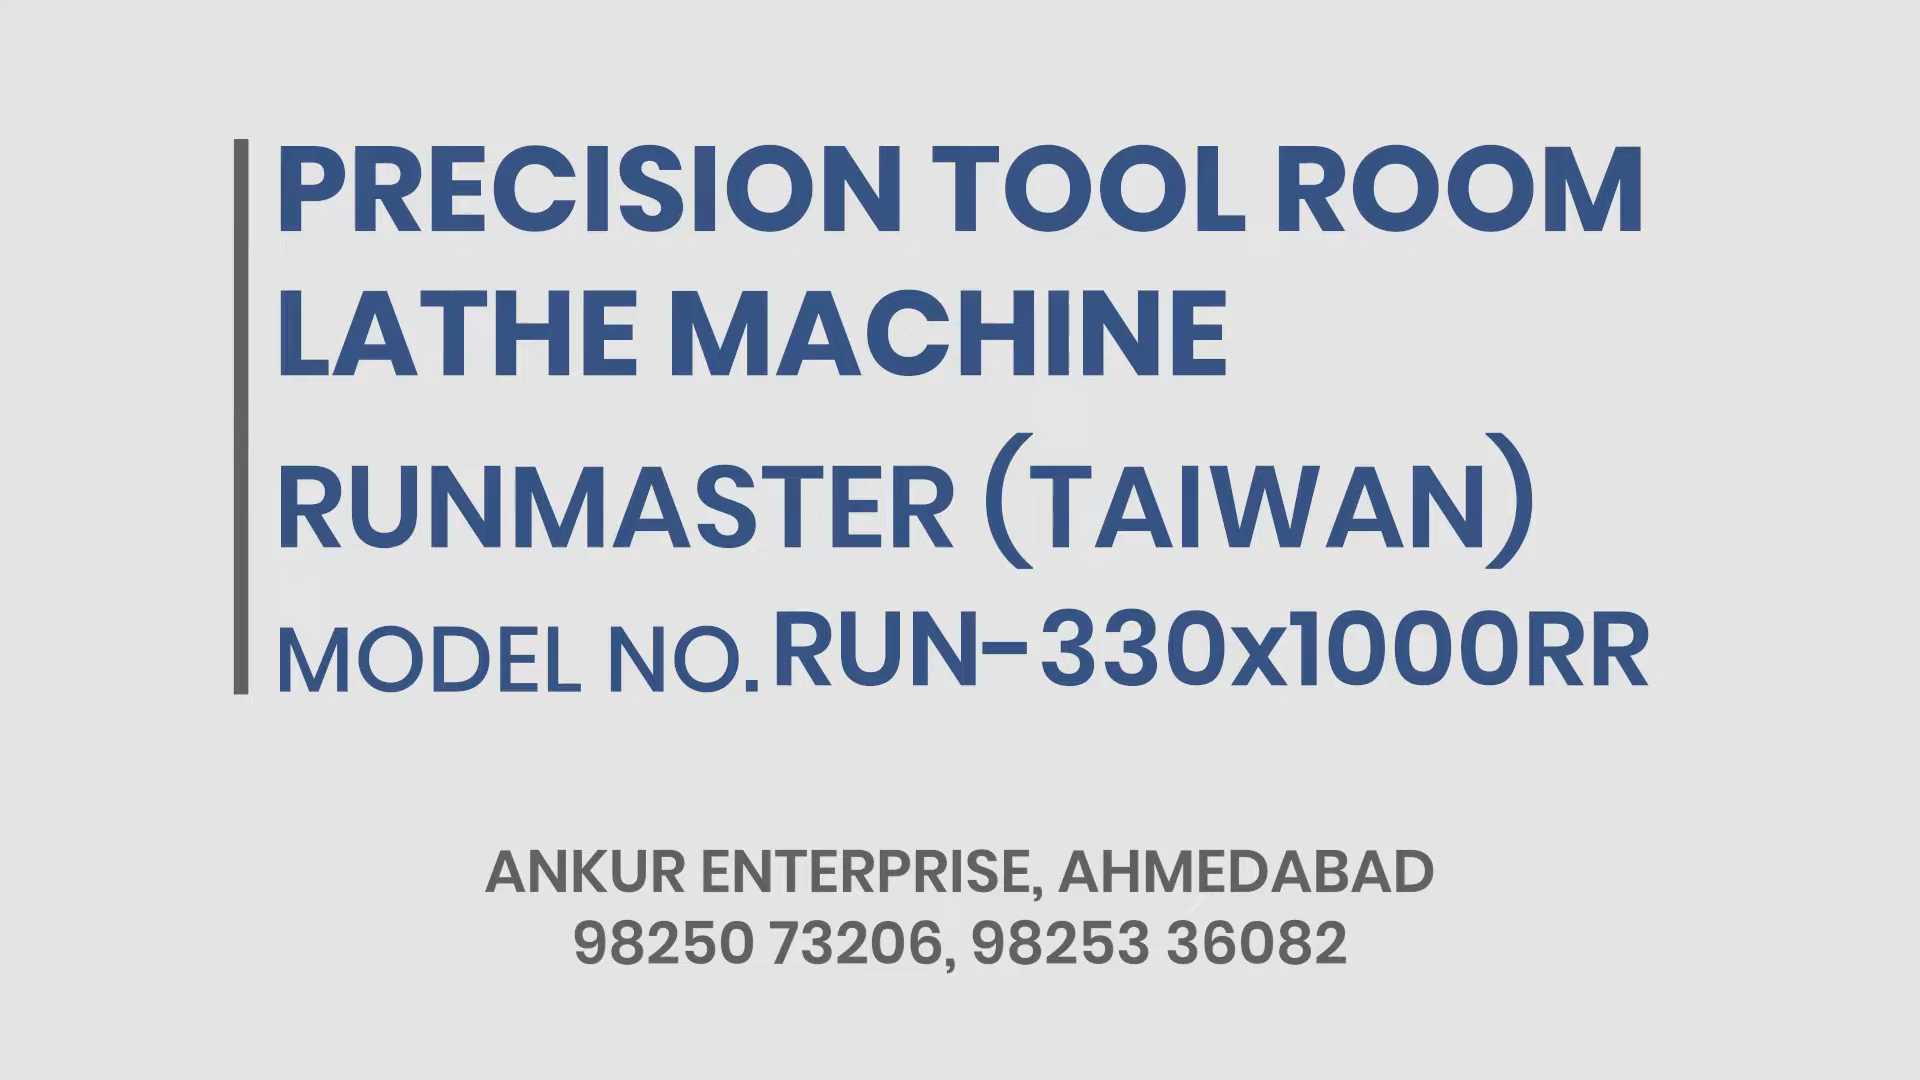 PRECISION TOOL ROOM
LATHE MACHINE
RUNMASTER (TAIWAN)
MODEL NO. RUN-330x1000RR
ANKUR ENTERPRISE, AHMEDABAD
98250 73206, 98253 36082